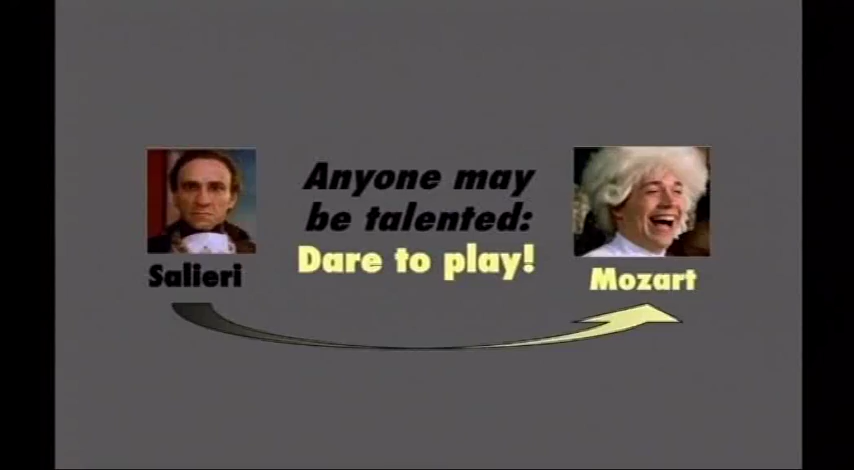 Anyone may
be talented:
Dare to play!
Salieri
Mozart